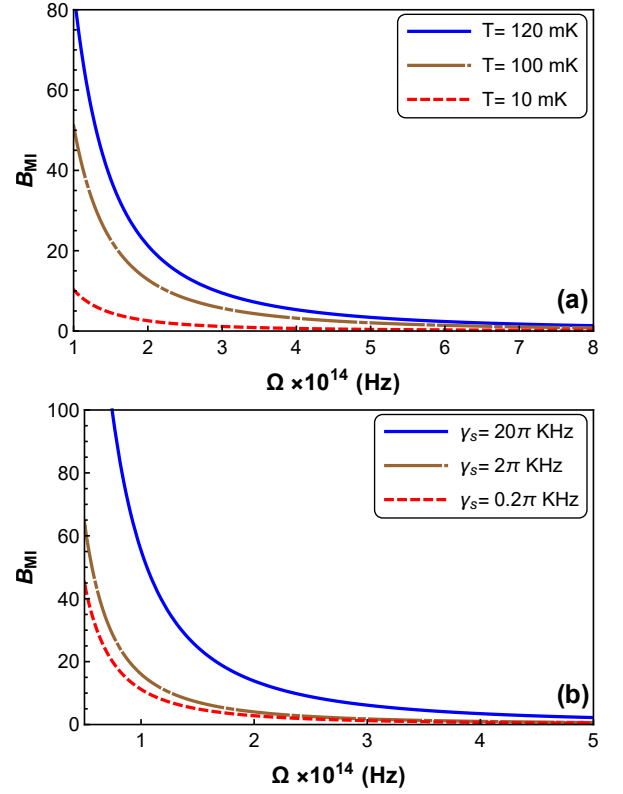 80
60
40
20
0
B_MI
T= 120 mK
T= 100 mK
T= 10 mK
(a)
1 2 3 4 5 6 7 8
Ω ×10^14 (Hz)
100
80
60
40
20
0
B_MI
γ_s= 20π KHz
γ_s= 2π KHz
γ_s= 0.2π KHz
(b)
1 2 3 4 5
Ω ×10^14 (Hz)